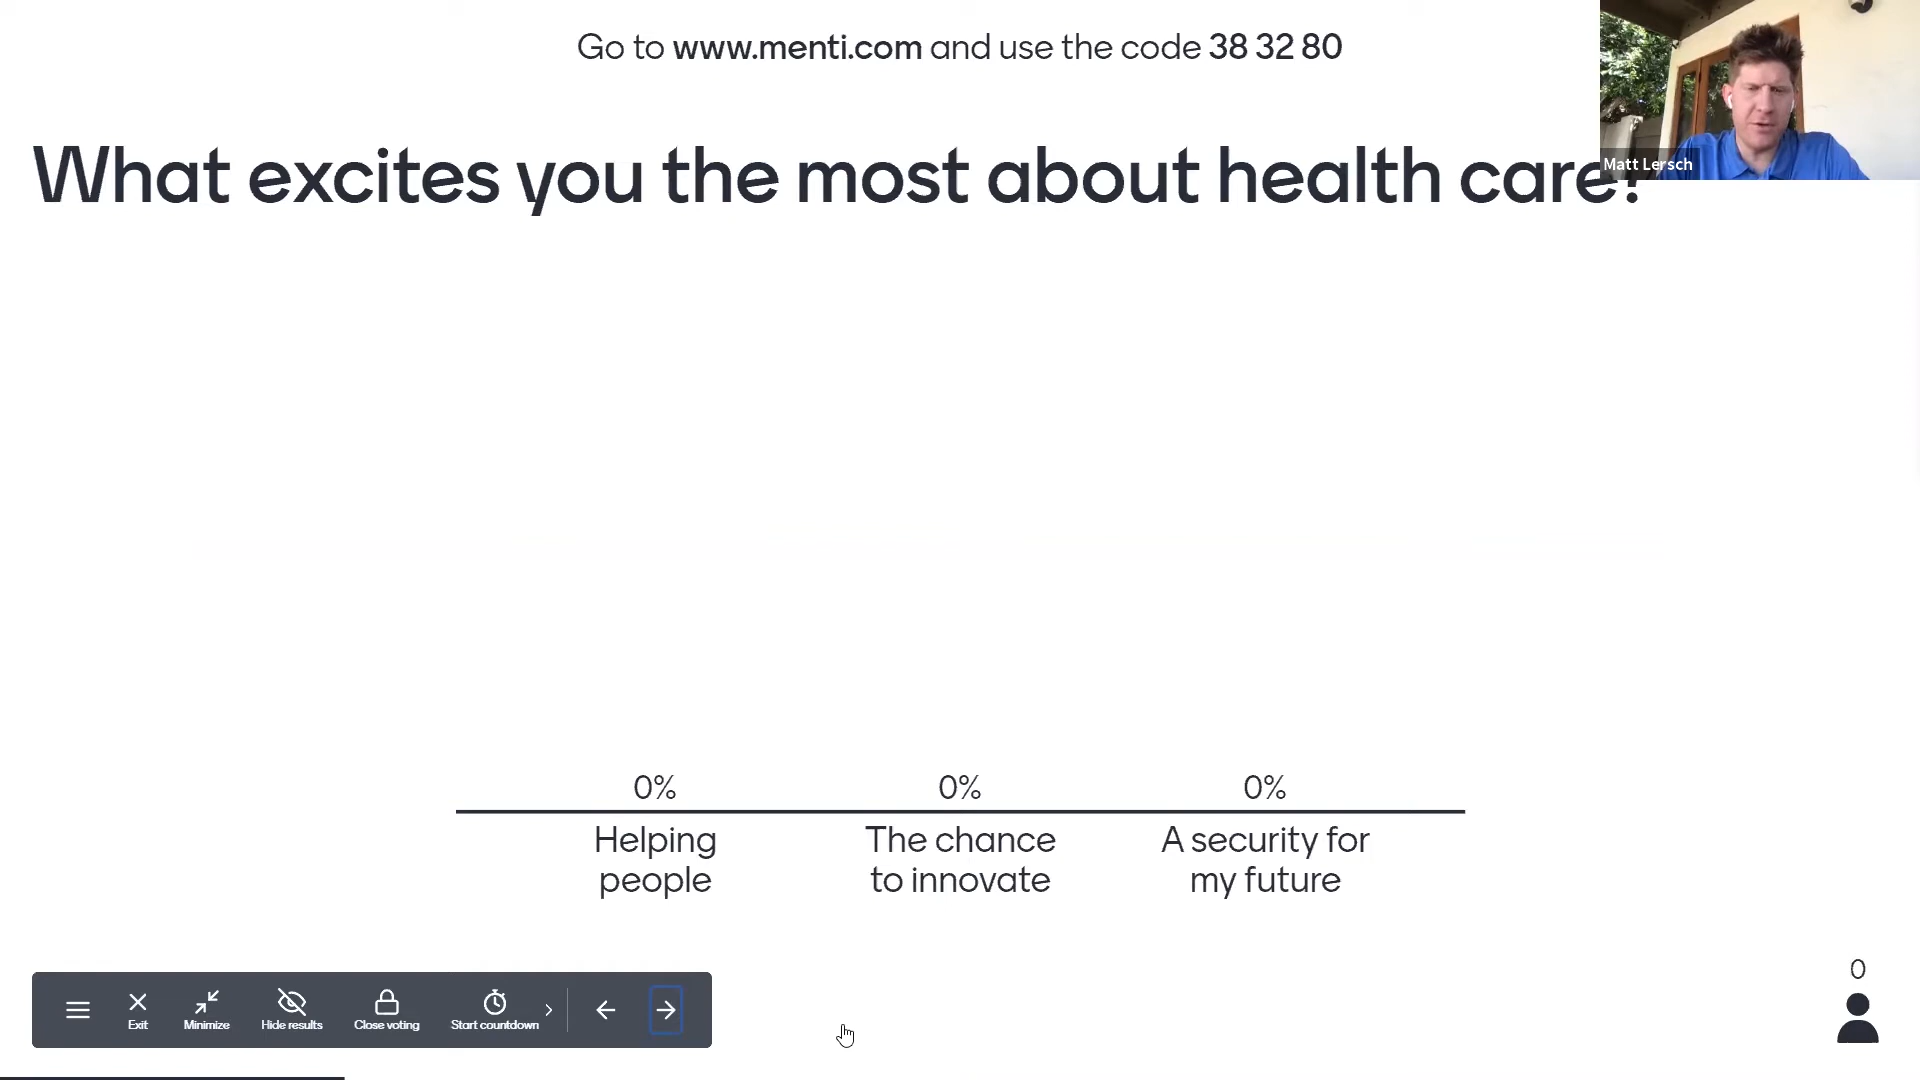 Go to www.menti.com and use the code 38 32 80
What excites you the most about health care?
Matt Lersch
0%
0%
0%
Helping
people
The chance
to innovate
A security for
my future
0
Exit
Minimize
Hide results
Close voting
Start countdown